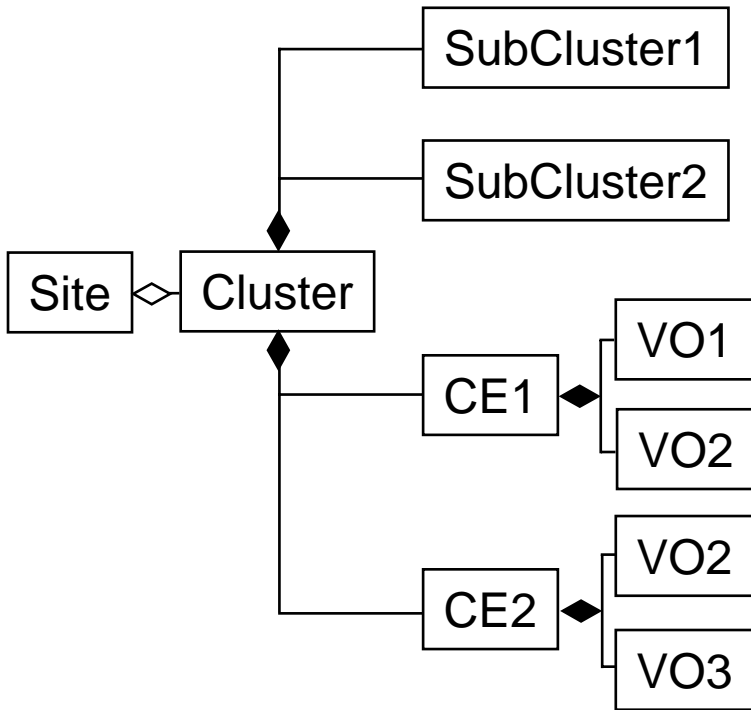 SubCluster1
SubCluster2
Site
Cluster
CE1
VO1
VO2
CE2
VO2
VO3